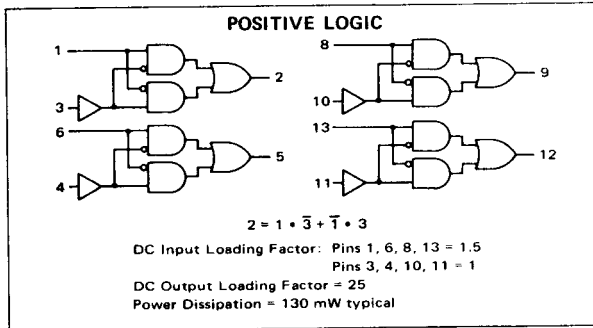 POSITIVE LOGIC
1
2
3
6
5
4
8
9
10
13
12
11
2 = 1 • 3̅ + 1̅ • 3
DC Input Loading Factor: Pins 1, 6, 8, 13 = 1.5
Pins 3, 4, 10, 11 = 1
DC Output Loading Factor = 25
Power Dissipation = 130 mW typical